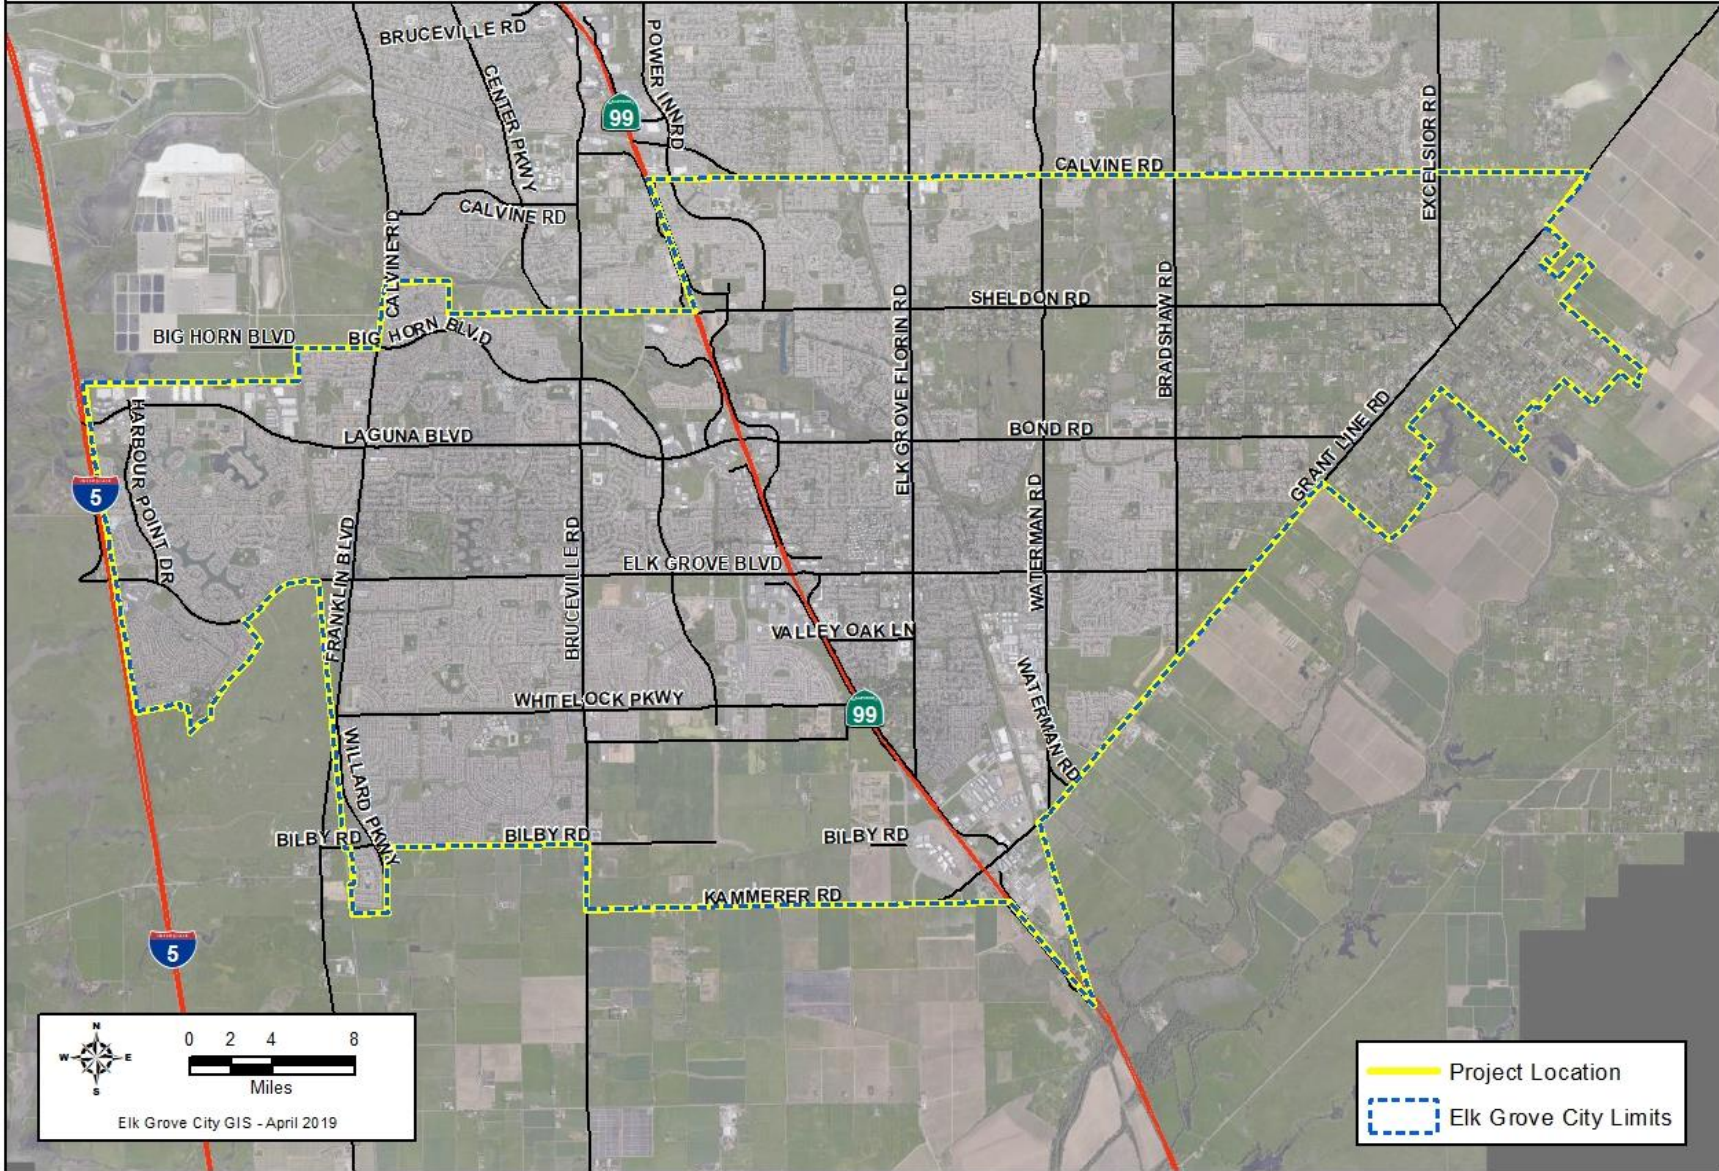 BRUCEVILLE RD
POWER INN RD
CENTER PKWY
99
EXCELSIOR RD
CALVINE RD
CALVINE RD
CALVINE RD
SHELDON RD
ELK GROVE FLORIN RD
BRADSHAW RD
BIG HORN BLVD
BIG HORN BLVD
HARBOUR POINT DR
LAGUNA BLVD
BOND RD
GRANT LINE RD
INTERSTATE
5
WATERMAN RD
FRANKLIN BLVD
BRUCEVILLE RD
ELK GROVE BLVD
VALLEY OAK LN
WATERMAN RD
WHITELOCK PKWY
99
WILLARD PKWY
BILBY RD
BILBY RD
BILBY RD
KAMMERER RD
INTERSTATE
5
N
W E
S
0 2 4 8
Miles
Elk Grove City GIS - April 2019
Project Location
Elk Grove City Limits